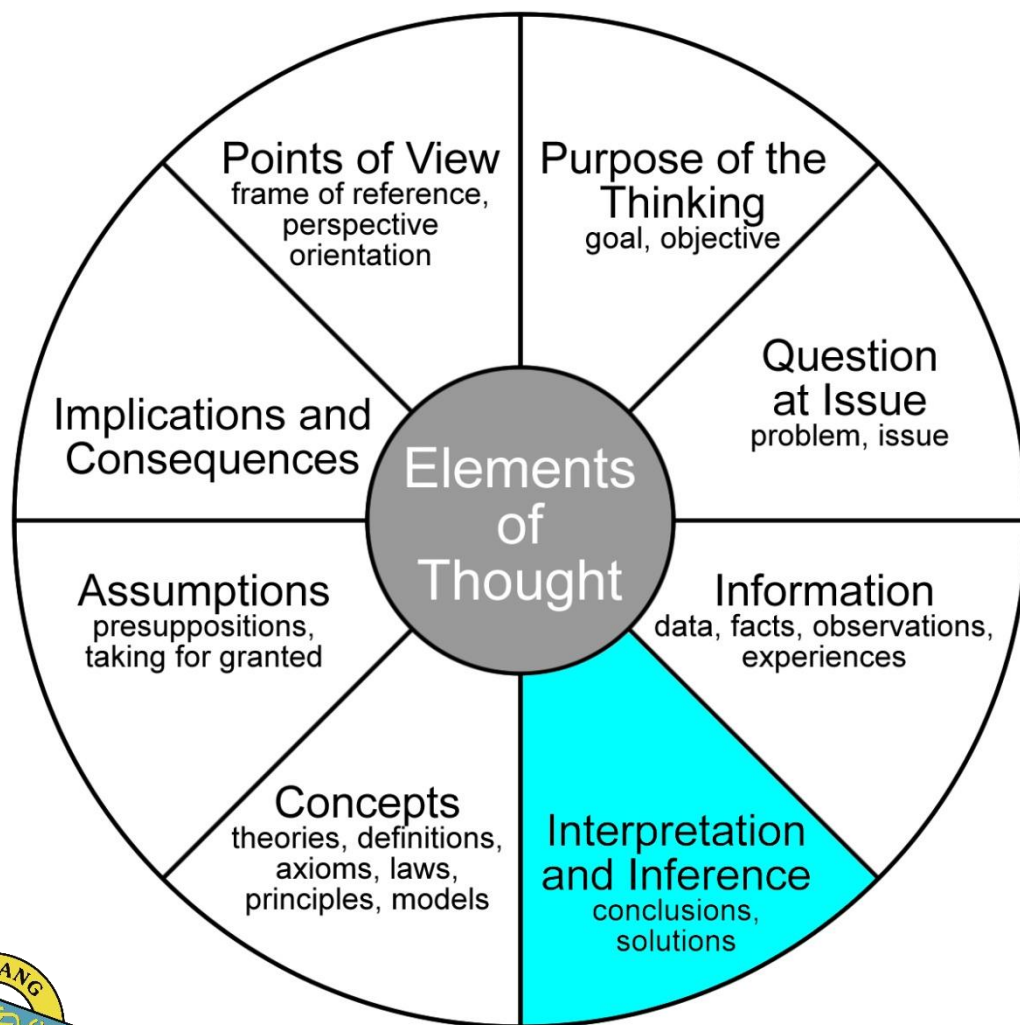 Points of View
frame of reference,
perspective
orientation
Purpose of the
Thinking
goal, objective
Question
at Issue
problem, issue
Information
data, facts, observations,
experiences
Interpretation
and Inference
conclusions,
solutions
Concepts
theories, definitions,
axioms, laws,
principles, models
Assumptions
presuppositions,
taking for granted
Implications and
Consequences
Elements
of
Thought
ANG